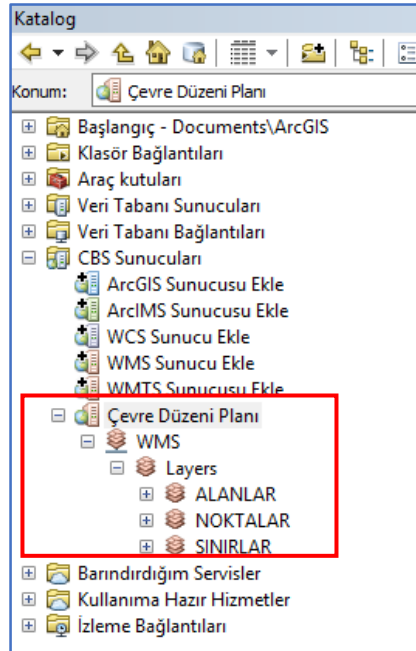 Katalog
Konum: Çevre Düzeni Planı
Başlangıç - Documents\ArcGIS
Klasör Bağlantıları
Araç kutuları
Veri Tabanı Sunucuları
Veri Tabanı Bağlantıları
CBS Sunucuları
ArcGIS Sunucusu Ekle
ArcIMS Sunucusu Ekle
WCS Sunucu Ekle
WMS Sunucu Ekle
WMTS Sunucusu Ekle
Çevre Düzeni Planı
WMS
Layers
ALANLAR
NOKTALAR
SINIRLAR
Barındırdığım Servisler
Kullanıma Hazır Hizmetler
İzleme Bağlantıları